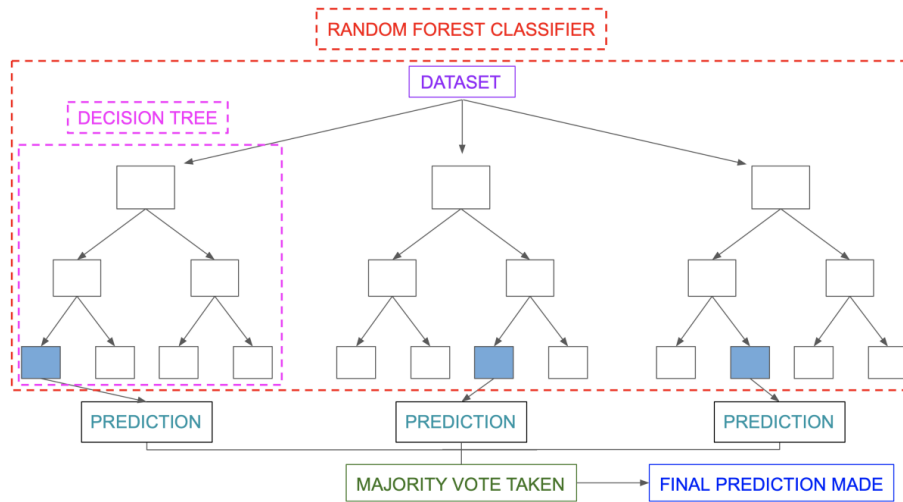 RANDOM FOREST CLASSIFIER
DATASET
DECISION TREE
PREDICTION
PREDICTION
PREDICTION
MAJORITY VOTE TAKEN
FINAL PREDICTION MADE